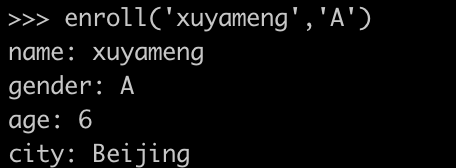 >>> enroll('xuyameng','A')
name: xuyameng
gender: A
age: 6
city: Beijing